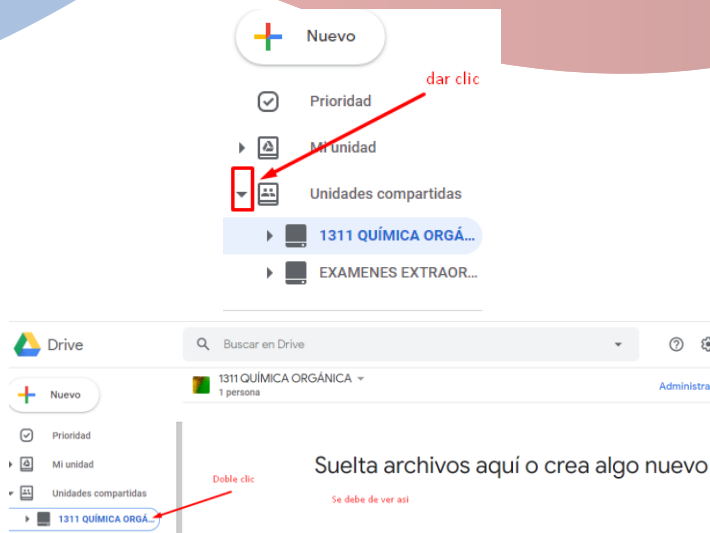 Nuevo
dar clic
Prioridad
Mi unidad
Unidades compartidas
1311 QUÍMICA ORGÁ...
EXAMENES EXTRAOR...
Drive
Buscar en Drive
Nuevo
1311 QUÍMICA ORGÁNICA
1 persona
Administra
Prioridad
Mi unidad
Unidades compartidas
1311 QUÍMICA ORGÁ...
Doble clic
Suelta archivos aquí o crea algo nuevo
Se debe de ver asi